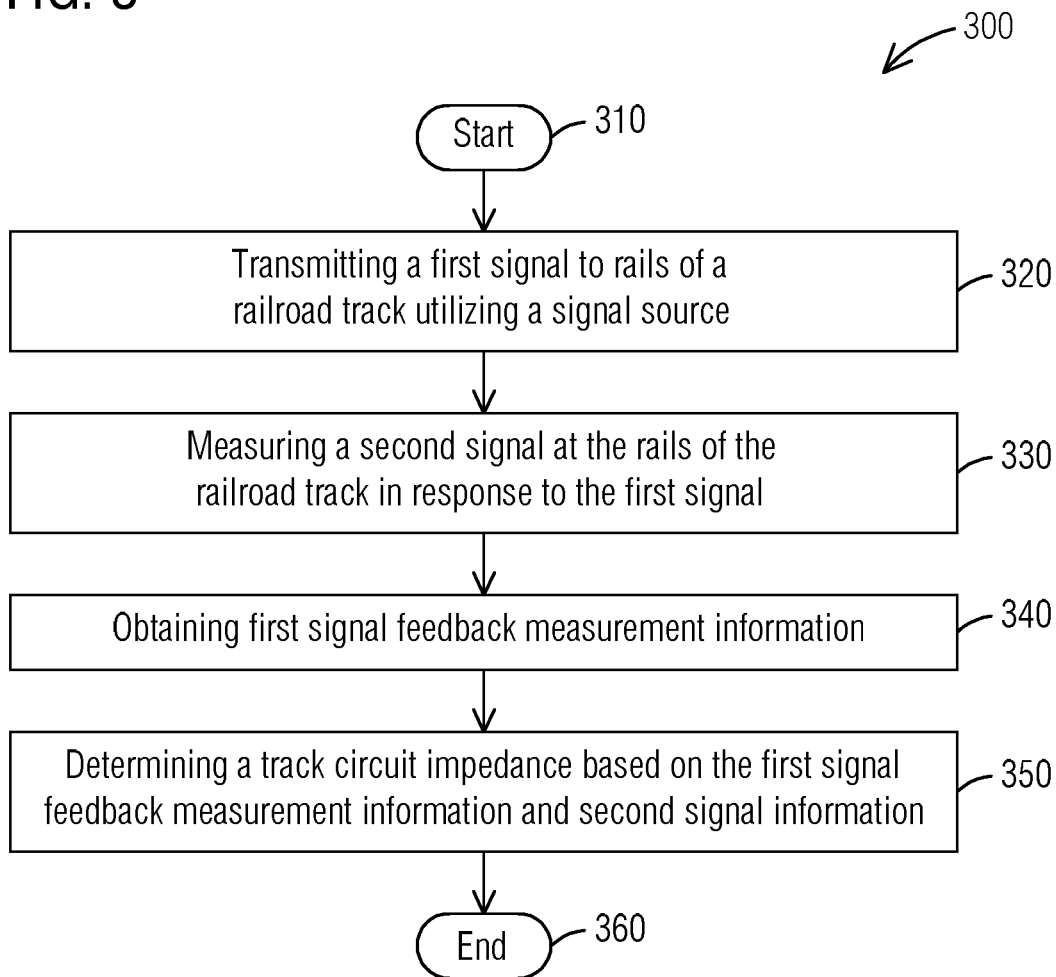 300
Start
310
Transmitting a first signal to rails of a
railroad track utilizing a signal source
320
Measuring a second signal at the rails of the
railroad track in response to the first signal
330
Obtaining first signal feedback measurement information
340
Determining a track circuit impedance based on the first signal
feedback measurement information and second signal information
350
End
360